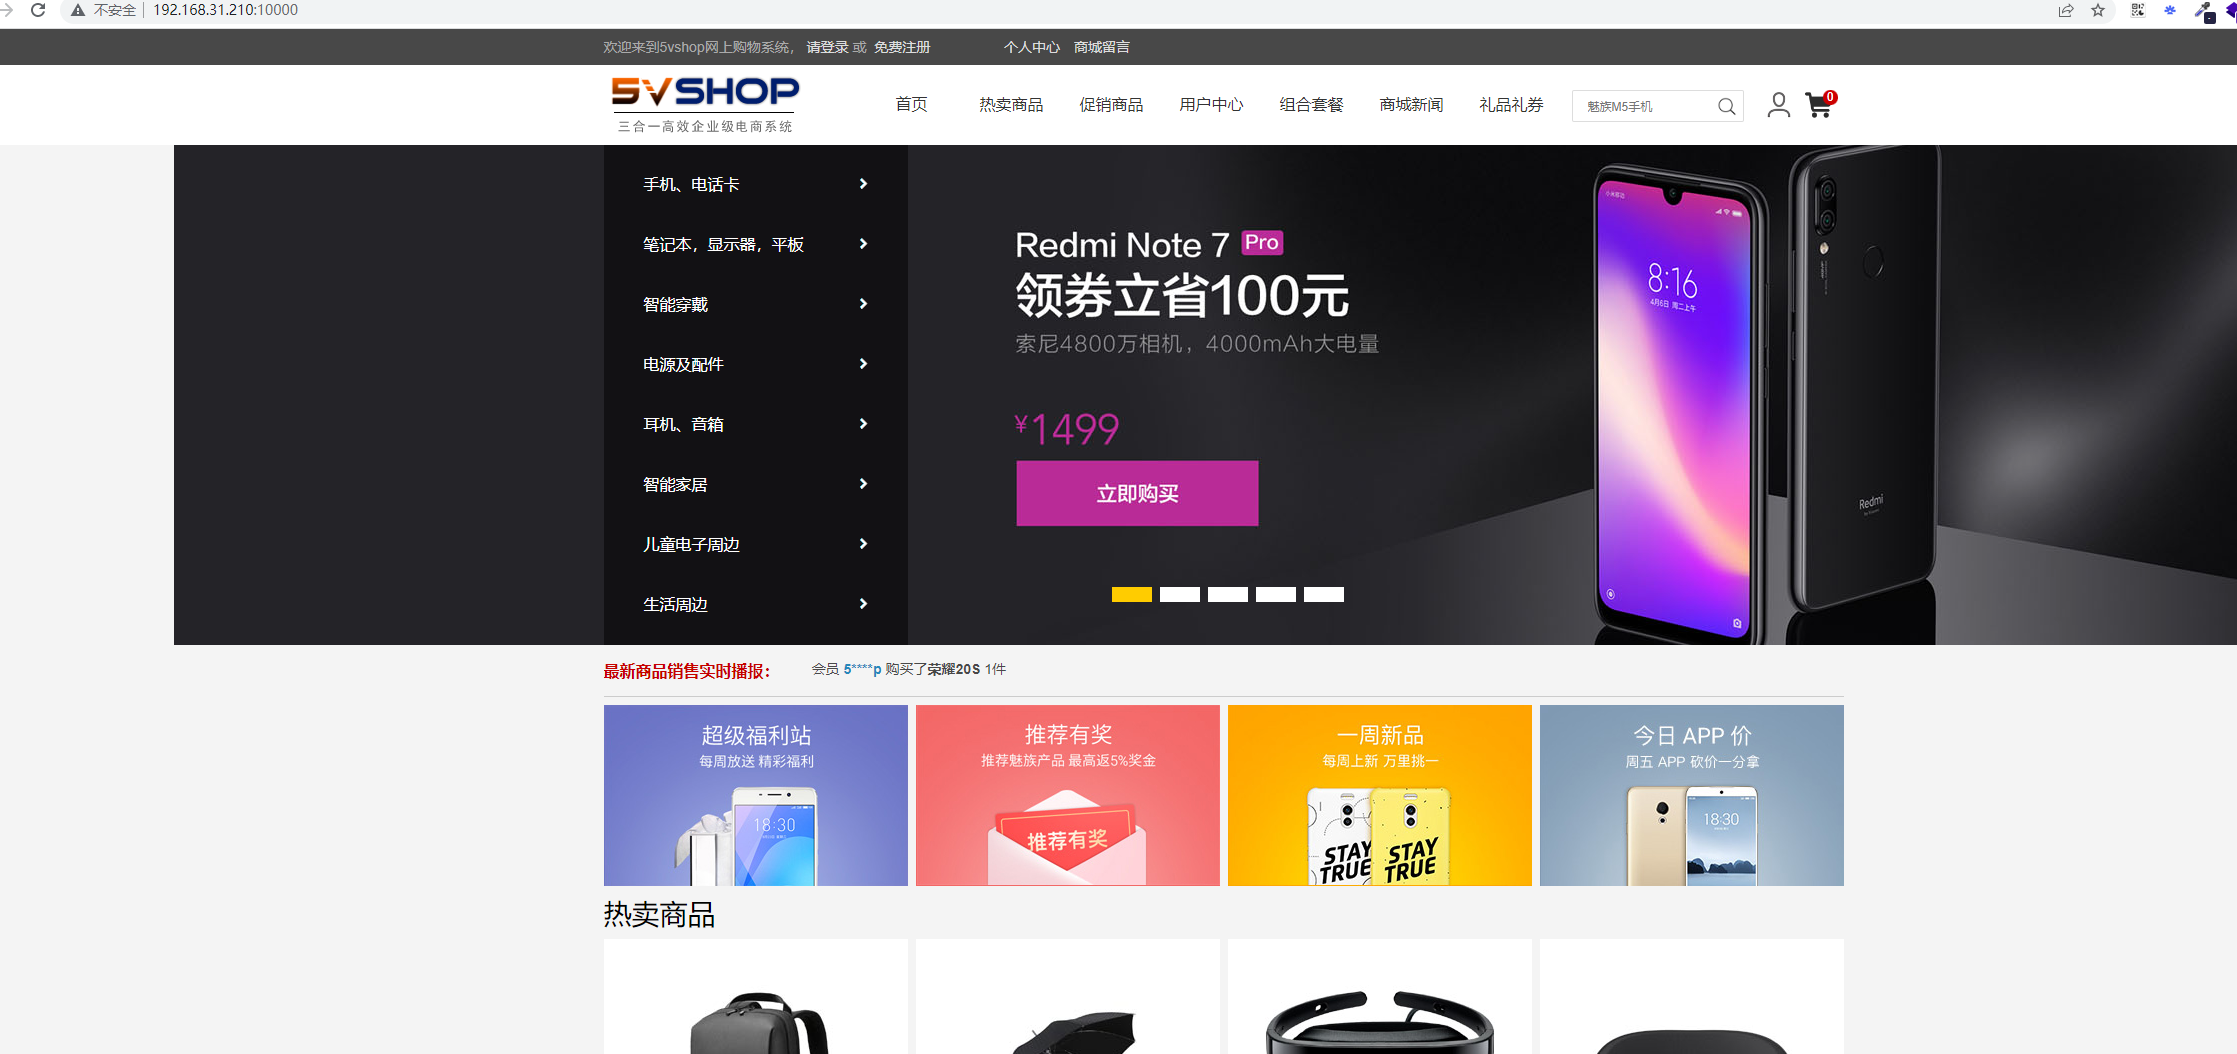 不安全 192.168.31.210:10000
欢迎来到5vshop网上购物系统， 请登录 或 免费注册 个人中心 商城留言
5VSHOP
三合一高效企业级电商系统
首页 热卖商品 促销商品 用户中心 组合套餐 商城新闻 礼品礼券 魅族M5手机 0
手机、电话卡
笔记本，显示器，平板
智能穿戴
电源及配件
耳机、音箱
智能家居
儿童电子周边
生活周边
Redmi Note 7 Pro
领券立省100元
索尼4800万相机，4000mAh大电量
¥1499
立即购买
8:16
4月6日 周二上午
Redmi
最新商品销售实时播报： 会员 5****p 购买了荣耀20S 1件
超级福利站
每周放送 精彩福利
18:30
推荐有奖
推荐魅族产品 最高返5%奖金
推荐有奖
一周新品
每周上新 万里挑一
STAY TRUE
STAY TRUE
今日 APP 价
周五 APP 砍价一分拿
18:30
热卖商品